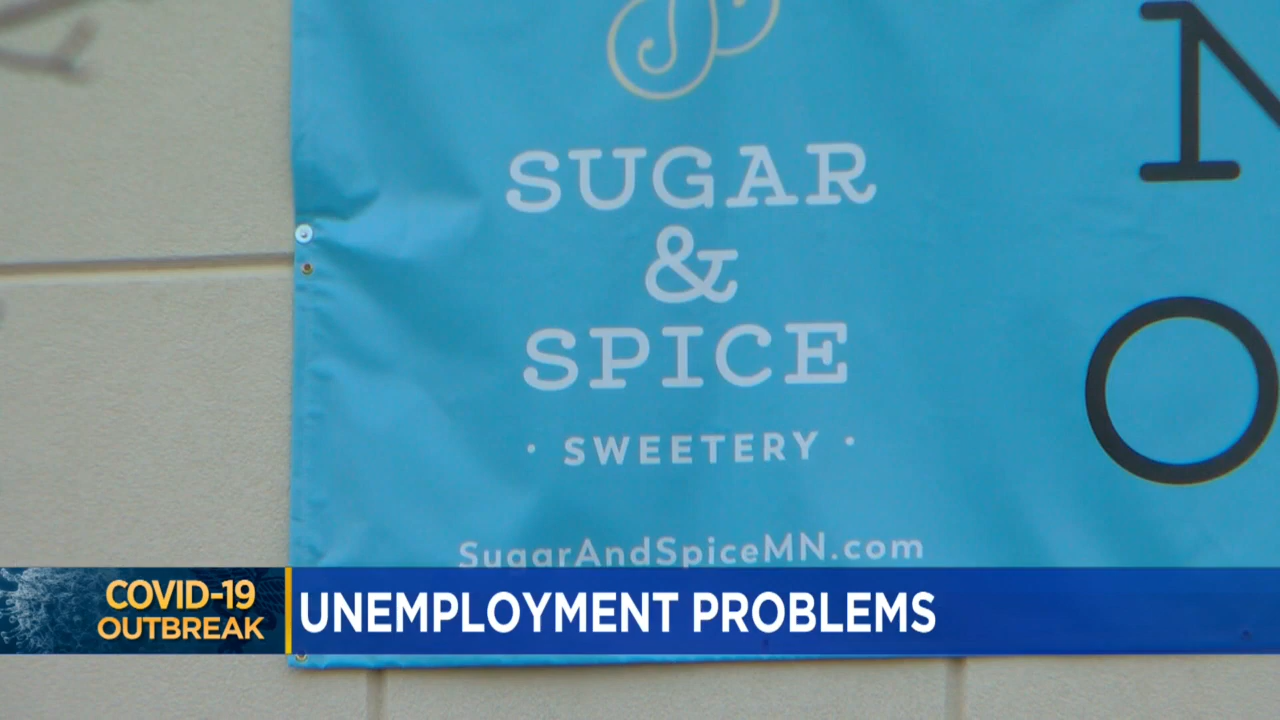 SUGAR
&
SPICE
· SWEETERY ·
SugarAndSpiceMN.com
N
O
COVID-19
OUTBREAK
UNEMPLOYMENT PROBLEMS